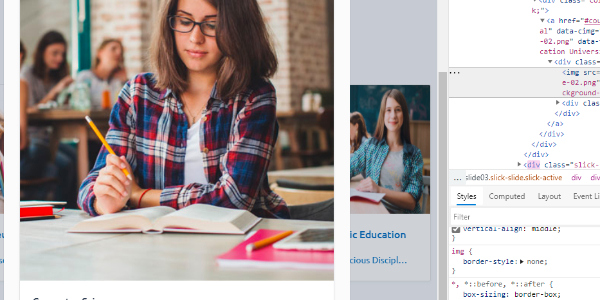 ic Education
cious Discipl...
<div class=
k;">
<a href="#cou
al" data-cimg=
-02.png" data-
cation Univers
<div class=
<img src=
e-02.png"
ckground-
<div clas
</div>
</a>
</div>
</div>
</div>
<div class="slick-
... slide03.slick-slide.slick-active div div
Styles Computed Layout Event Li
Filter
vertical-align: middle;
}
img {
border-style: none;
}
*, *::before, *::after {
box-sizing: border-box;